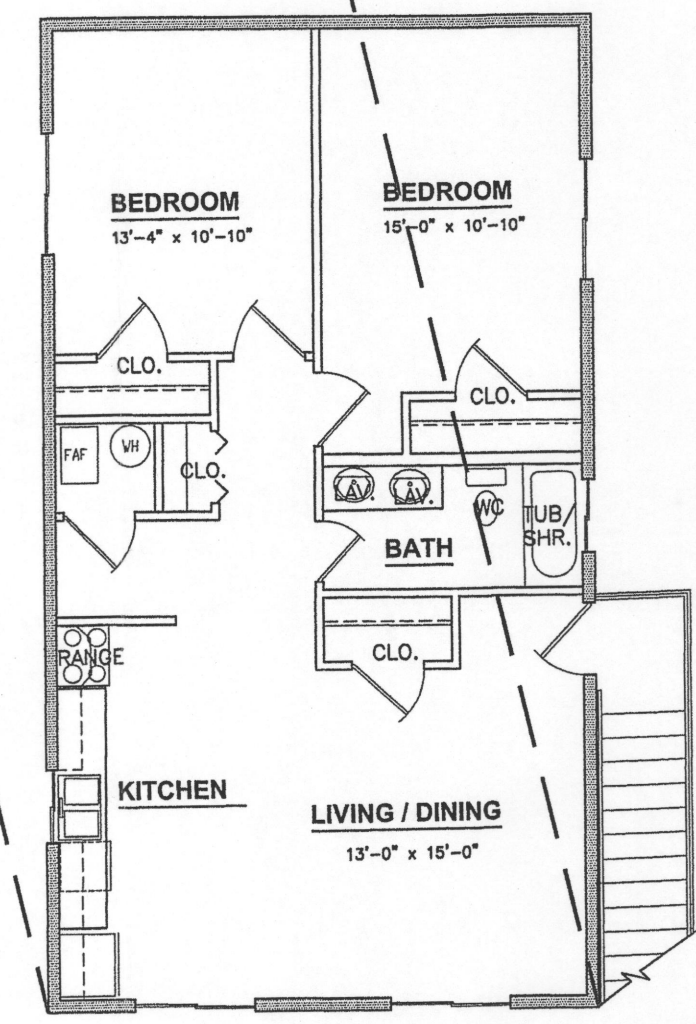 BEDROOM
13'-4" x 10'-10"
BEDROOM
15'-0" x 10'-10"
CLO.
CLO.
FAF
WH
CLO.
LAV.
LAV.
WC
TUB/
SHR.
BATH
RANGE
CLO.
KITCHEN
LIVING / DINING
13'-0" x 15'-0"